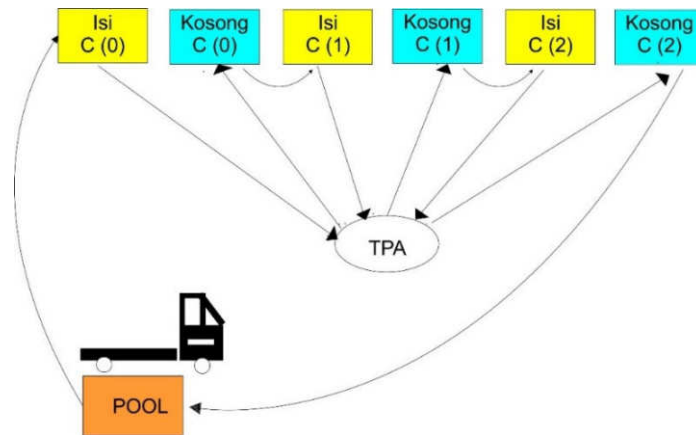 Isi
C (0)
Kosong
C (0)
Isi
C (1)
Kosong
C (1)
Isi
C (2)
Kosong
C (2)
TPA
POOL